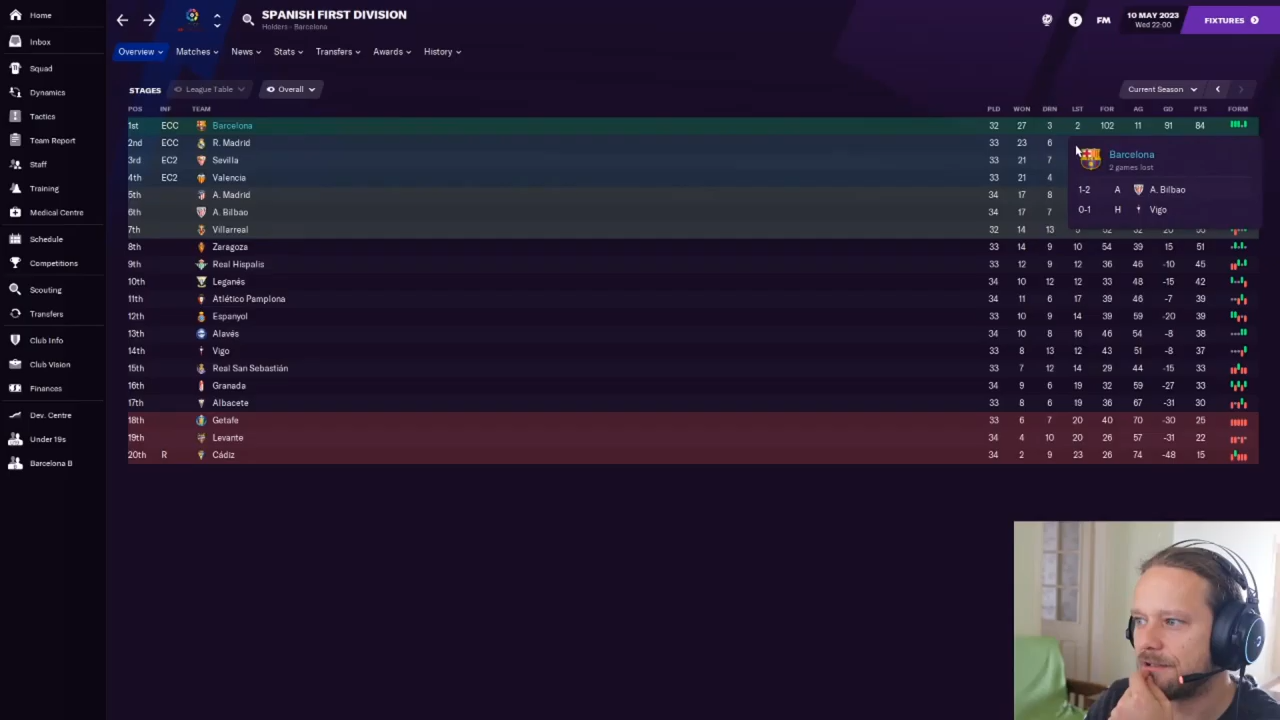 Home
Inbox
Squad
Dynamics
Tactics
Team Report
Staff
Training
Medical Centre
Schedule
Competitions
Scouting
Transfers
Club Info
Club Vision
Finances
Dev. Centre
Under 19s
Barcelona B
SPANISH FIRST DIVISION
Holders - Barcelona
? FM 10 MAY 2023 FIXTURES
Wed 22:00
Overview Matches News Stats Transfers Awards History
STAGES League Table Overall Current Season
POS INF TEAM PLD WON DRN LST FOR AG GD PTS FORM
1st ECC Barcelona 32 27 3 2 102 11 91 84
2nd ECC R. Madrid 33 23 6
3rd EC2 Sevilla 33 21 7
4th EC2 Valencia 33 21 4
5th A. Madrid 34 17 8
6th A. Bilbao 34 17 7
7th Villarreal 32 14 13
8th Zaragoza 33 14 9 10 54 39 15 51
9th Real Hispalis 33 12 9 12 36 46 -10 45
10th Leganés 34 10 12 12 33 48 -15 42
11th Atlético Pamplona 34 11 6 17 39 46 -7 39
12th Espanyol 33 10 9 14 39 59 -20 39
13th Alavés 34 10 8 16 46 54 -8 38
14th Vigo 33 8 13 12 43 51 -8 37
15th Real San Sebastián 33 7 12 14 29 44 -15 33
16th Granada 34 9 6 19 32 59 -27 33
17th Albacete 33 8 6 19 36 67 -31 30
18th Getafe 33 6 7 20 40 70 -30 25
19th Levante 34 4 10 20 26 57 -31 22
20th R Cádiz 34 2 9 23 26 74 -48 15
Barcelona
2 games lost
1-2 A A. Bilbao
0-1 H Vigo